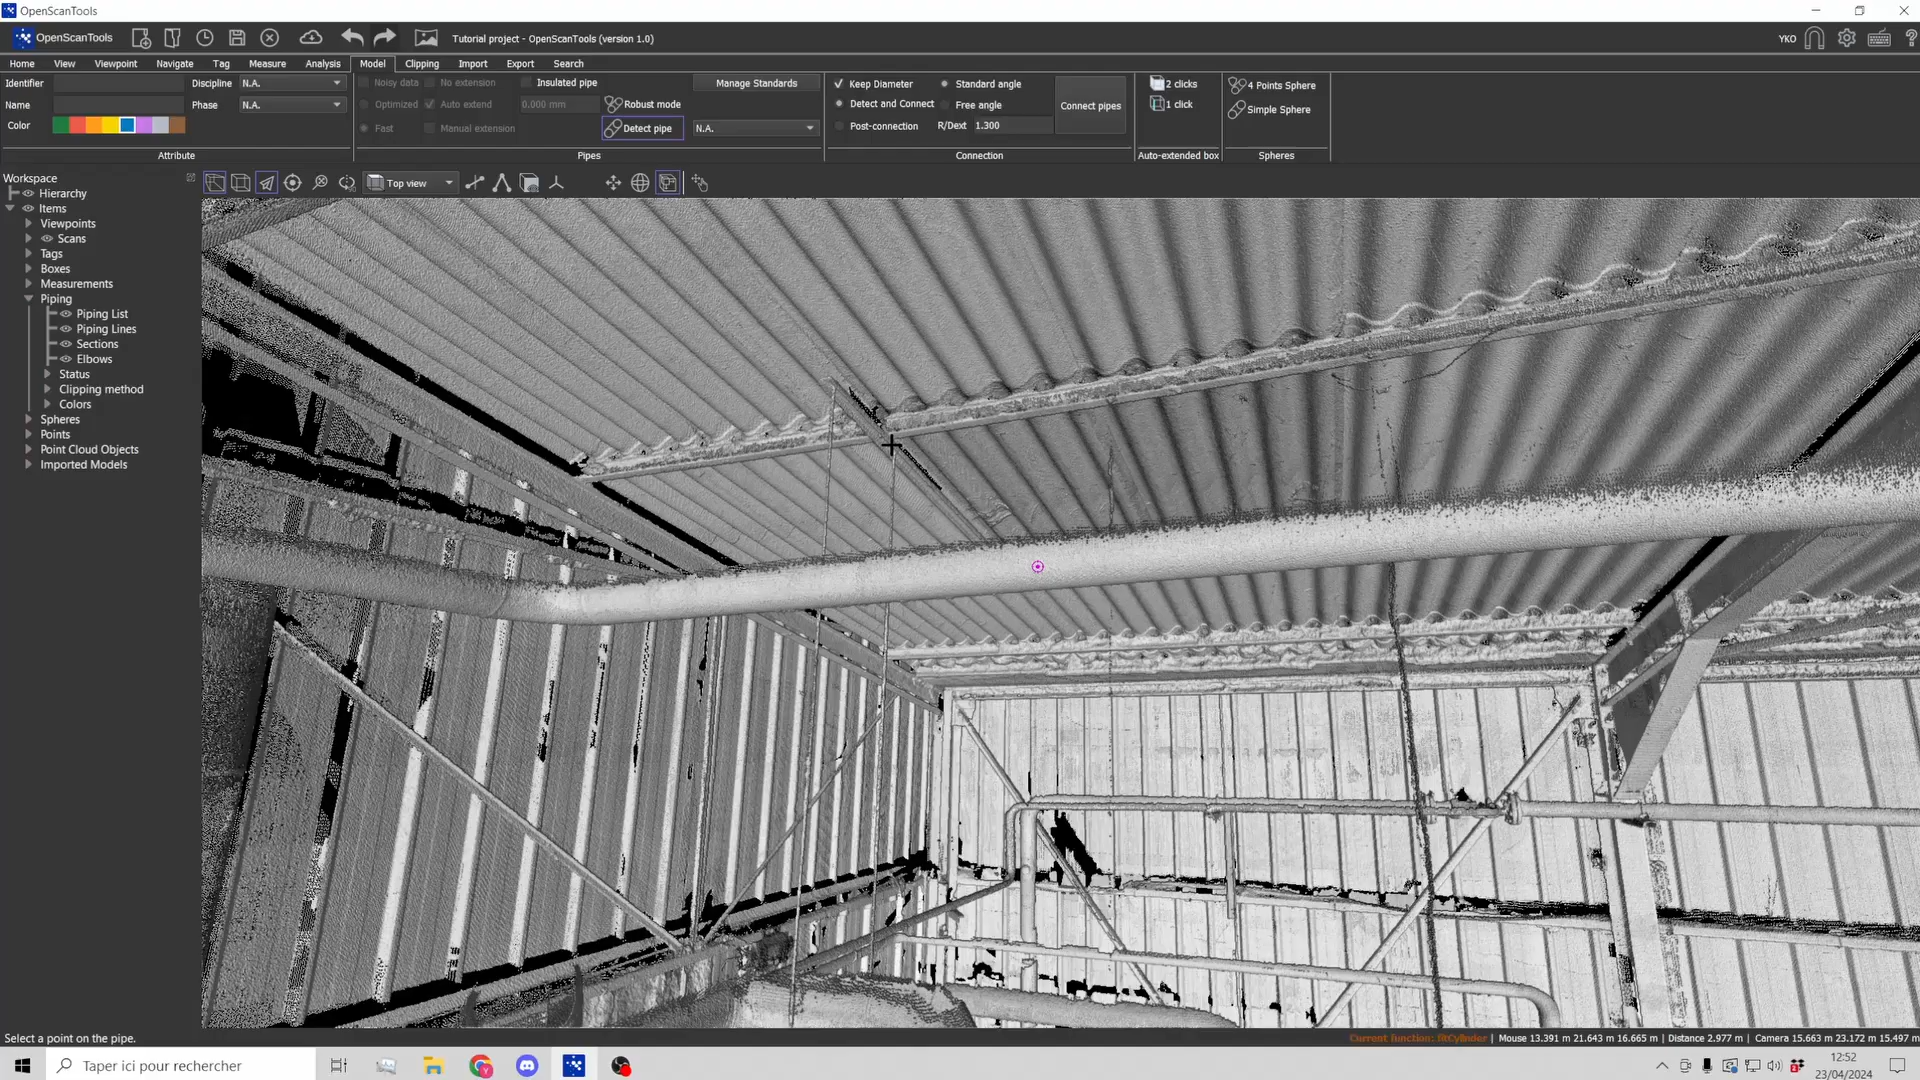 OpenScanTools
OpenScanTools
Tutorial project - OpenScanTools (version 1.0)
YKO
Home View Viewpoint Navigate Tag Measure Analysis Model Clipping Import Export Search
Identifier Discipline N.A.
Name Phase N.A.
Color
Attribute
Noisy data No extension Insulated pipe
Optimized Auto extend 0.000 mm Robust mode
Fast Manual extension Detect pipe
Manage Standards
N.A.
Pipes
Keep Diameter Standard angle
Detect and Connect Free angle
Post-connection R/Dext 1.300
Connect pipes
Connection
2 clicks
1 click
Auto-extended box
4 Points Sphere
Simple Sphere
Spheres
Top view
Workspace
Hierarchy
Items
Viewpoints
Scans
Tags
Boxes
Measurements
Piping
Piping List
Piping Lines
Sections
Elbows
Status
Clipping method
Colors
Spheres
Points
Point Cloud Objects
Imported Models
Select a point on the pipe.
Current function: fitCylinder | Mouse 13.391 m 21.643 m 16.665 m | Distance 2.977 m | Camera 15.663 m 23.172 m 15.497 m
Taper ici pour rechercher
12:52
23/04/2024